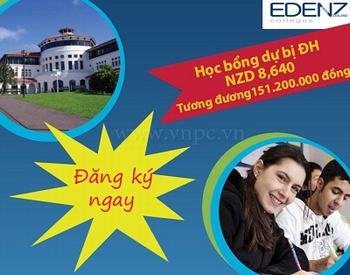 EDENZ
colleges
Học bổng dự bị ĐH
NZD 8,640
Tương đương151.200.000 đồng
www.vnpc.vn
Đăng ký
ngay